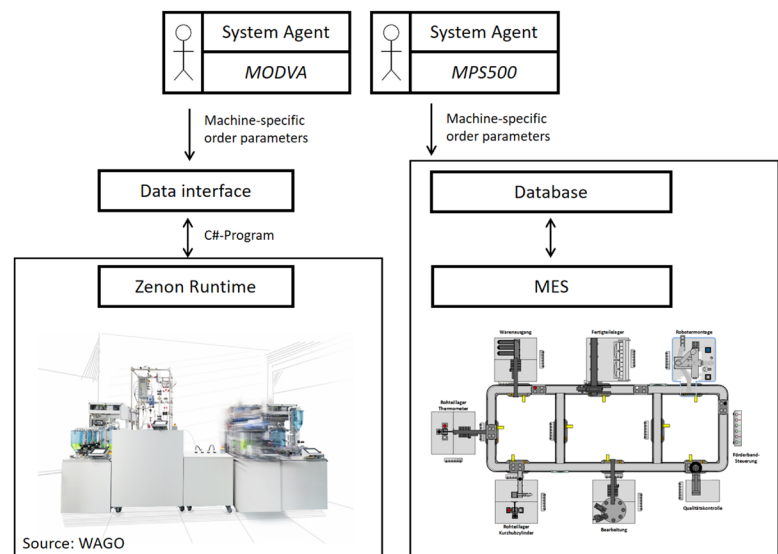 System Agent
MODVA
System Agent
MPS500
Machine-specific
order parameters
Machine-specific
order parameters
Data interface
Database
C#-Program
Zenon Runtime
MES
Warenausgang
Fertigteilelager
Robotermontage
Rohteillager
Thermometer
Förderband-
Steuerung
Rohteillager
Kurzhubzylinder
Bearbeitung
Qualitätskontrolle
Source: WAGO